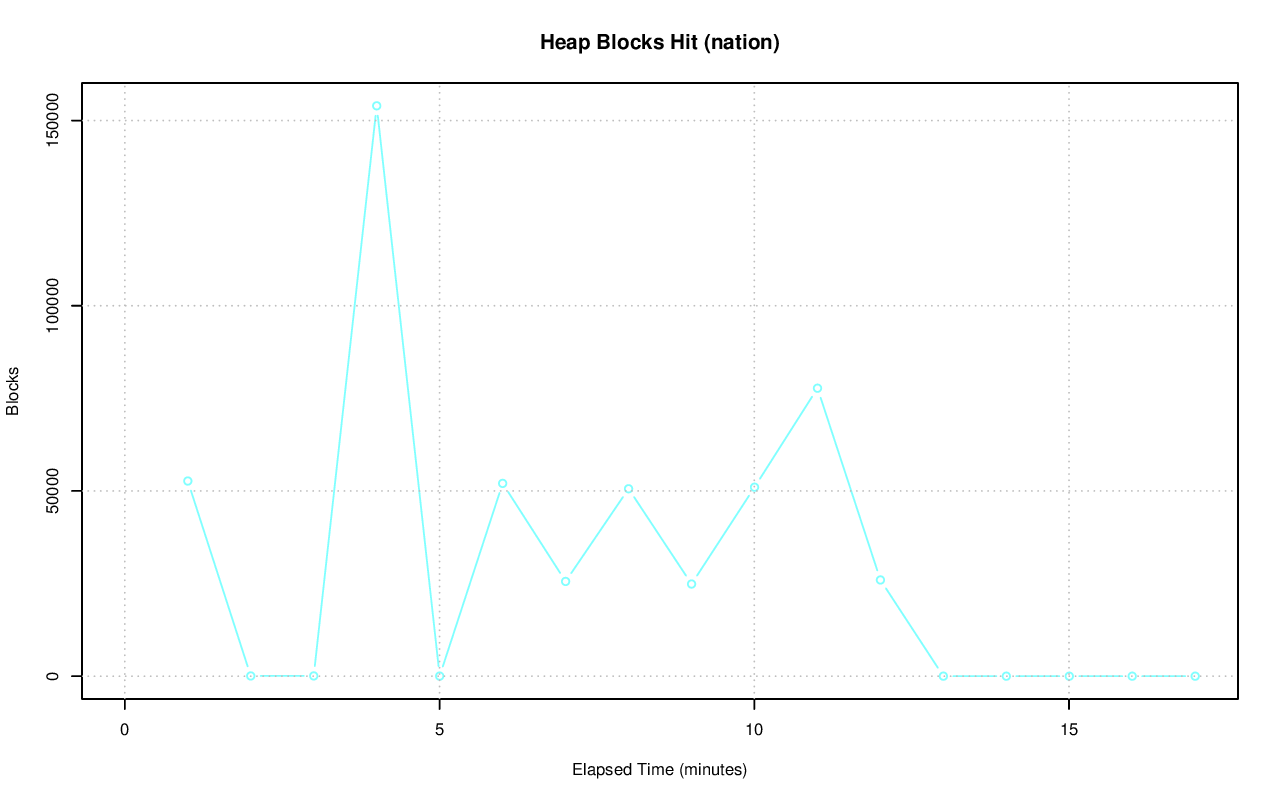 Heap Blocks Hit (nation)
150000
100000
50000
0
Blocks
0 5 10 15
Elapsed Time (minutes)